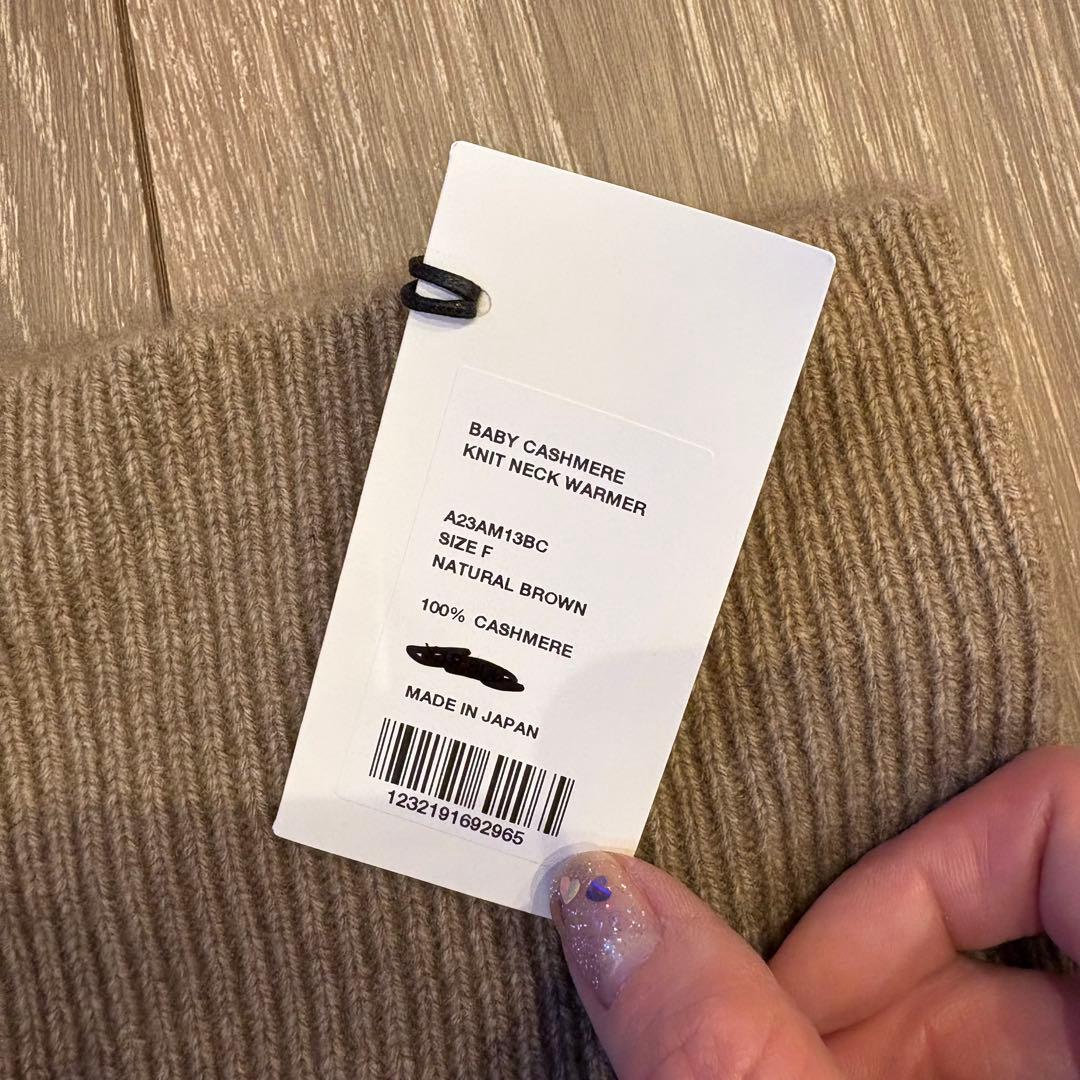 BABY CASHMERE
KNIT NECK WARMER
A23AM13BC
SIZE F
NATURAL BROWN
100% CASHMERE
MADE IN JAPAN
1232191692965